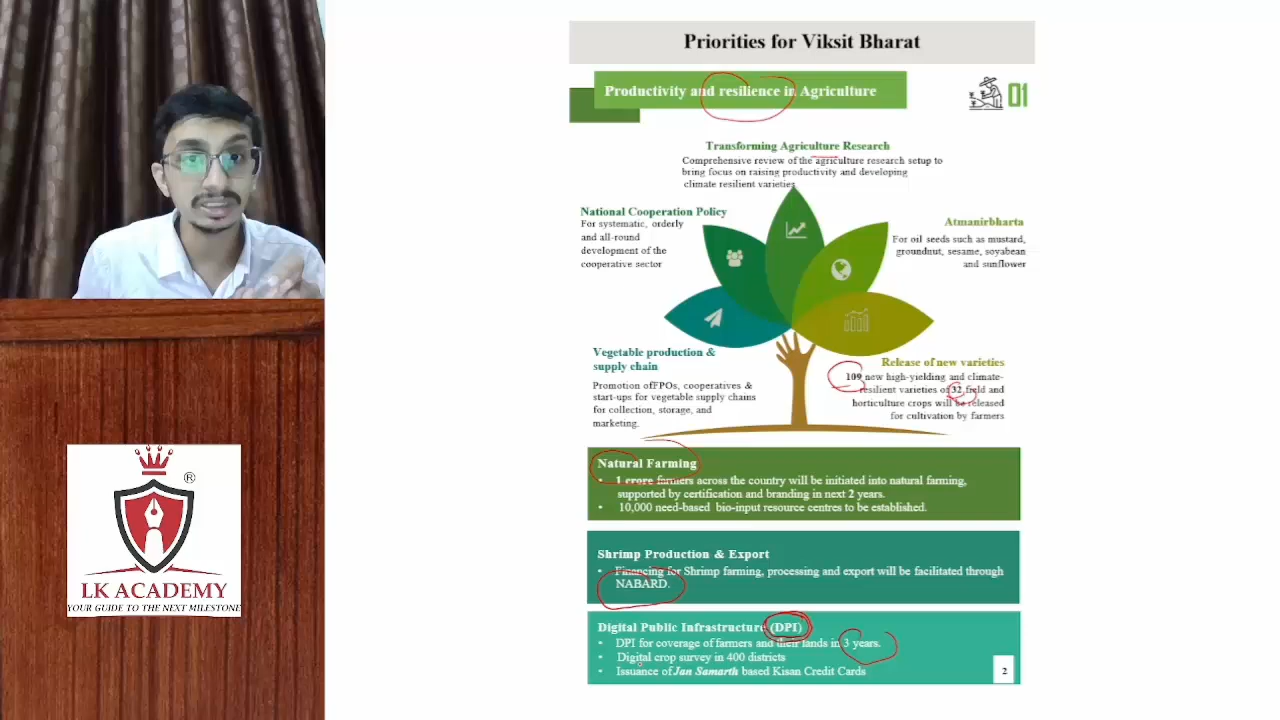 Priorities for Viksit Bharat
Productivity and resilience in Agriculture
01
Transforming Agriculture Research
Comprehensive review of the agriculture research setup to
bring focus on raising productivity and developing
climate resilient varieties
National Cooperation Policy
For systematic, orderly
and all-round
development of the
cooperative sector
Atmanirbharta
For oil seeds such as mustard,
groundnut, sesame, soyabean
and sunflower
Vegetable production &
supply chain
Promotion ofFPOs, cooperatives &
start-ups for vegetable supply chains
for collection, storage, and
marketing.
Release of new varieties
109 new high-yielding and climate-
resilient varieties of 32 field and
horticulture crops will be released
for cultivation by farmers
Natural Farming
• 1 crore farmers across the country will be initiated into natural farming,
supported by certification and branding in next 2 years.
• 10,000 need-based bio-input resource centres to be established.
Shrimp Production & Export
• Financing for Shrimp farming, processing and export will be facilitated through
NABARD.
Digital Public Infrastructure (DPI)
• DPI for coverage of farmers and their lands in 3 years.
• Digital crop survey in 400 districts
• Issuance of Jan Samarth based Kisan Credit Cards
2
®
LK ACADEMY
YOUR GUIDE TO THE NEXT MILESTONE